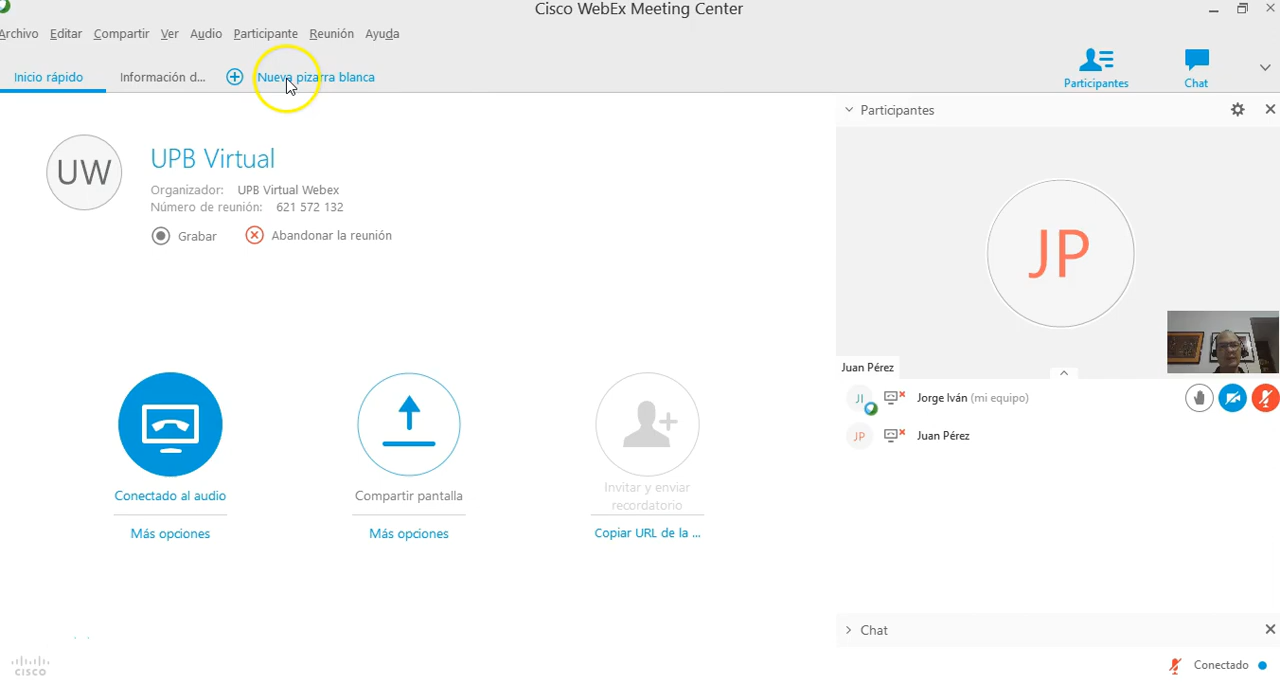 Cisco WebEx Meeting Center
Archivo Editar Compartir Ver Audio Participante Reunión Ayuda
Inicio rápido Información d... Nueva pizarra blanca
Participantes Chat
Participantes
UW
UPB Virtual
Organizador: UPB Virtual Webex
Número de reunión: 621 572 132
Grabar Abandonar la reunión
JP
Juan Pérez
JI Jorge Iván (mi equipo)
JP Juan Pérez
Conectado al audio
Más opciones
Compartir pantalla
Más opciones
Invitar y enviar
recordatorio
Copiar URL de la ...
Chat
CISCO
Conectado